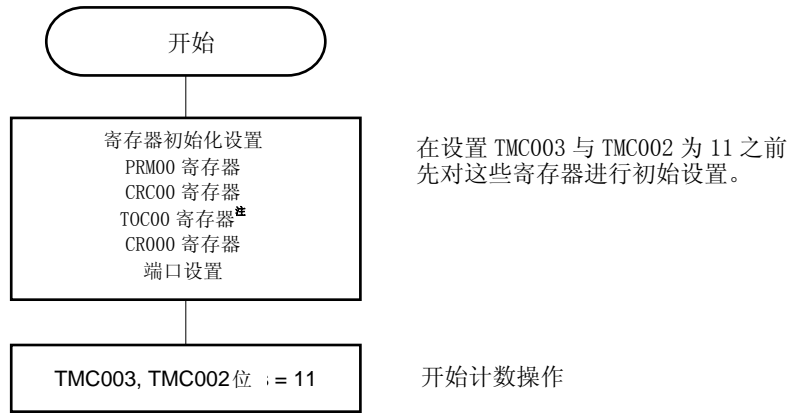 开始
寄存器初始化设置
PRM00 寄存器
CRC00 寄存器
TOC00 寄存器注
CR000 寄存器
端口设置
在设置 TMC003 与 TMC002 为 11 之前
先对这些寄存器进行初始设置。
TMC003, TMC002位 = 11
开始计数操作